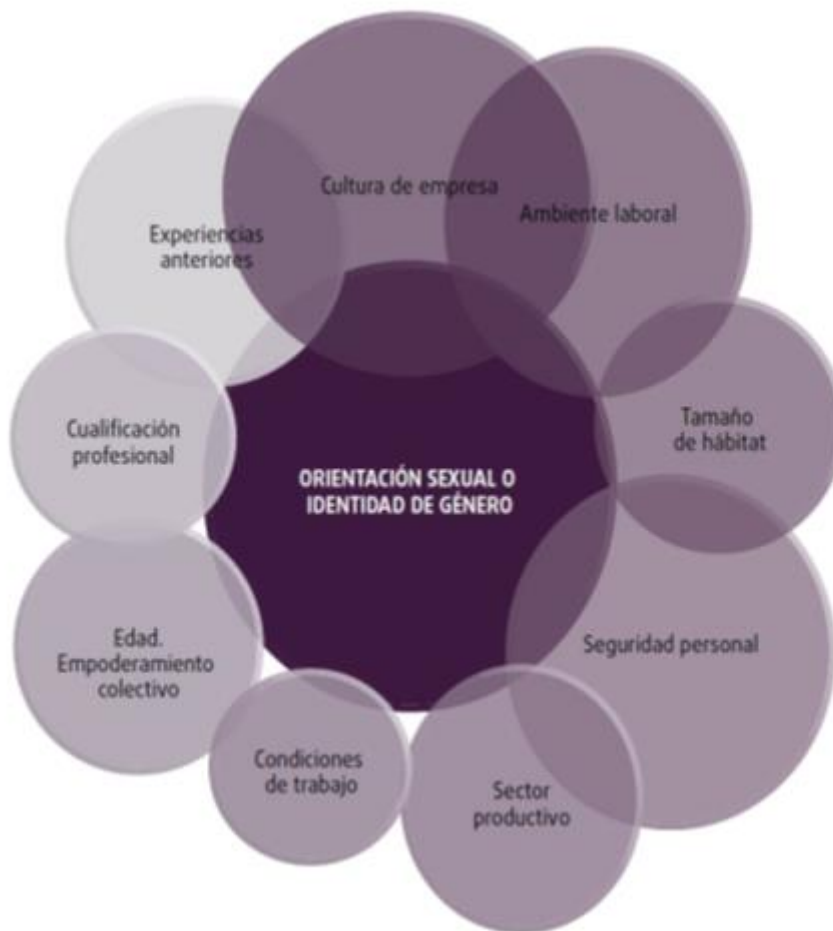 Cultura de empresa
Ambiente laboral
Experiencias
anteriores
Tamaño
de hábitat
Cualificación
profesional
ORIENTACIÓN SEXUAL O
IDENTIDAD DE GÉNERO
Seguridad personal
Edad.
Empoderamiento
colectivo
Condiciones
de trabajo
Sector
productivo